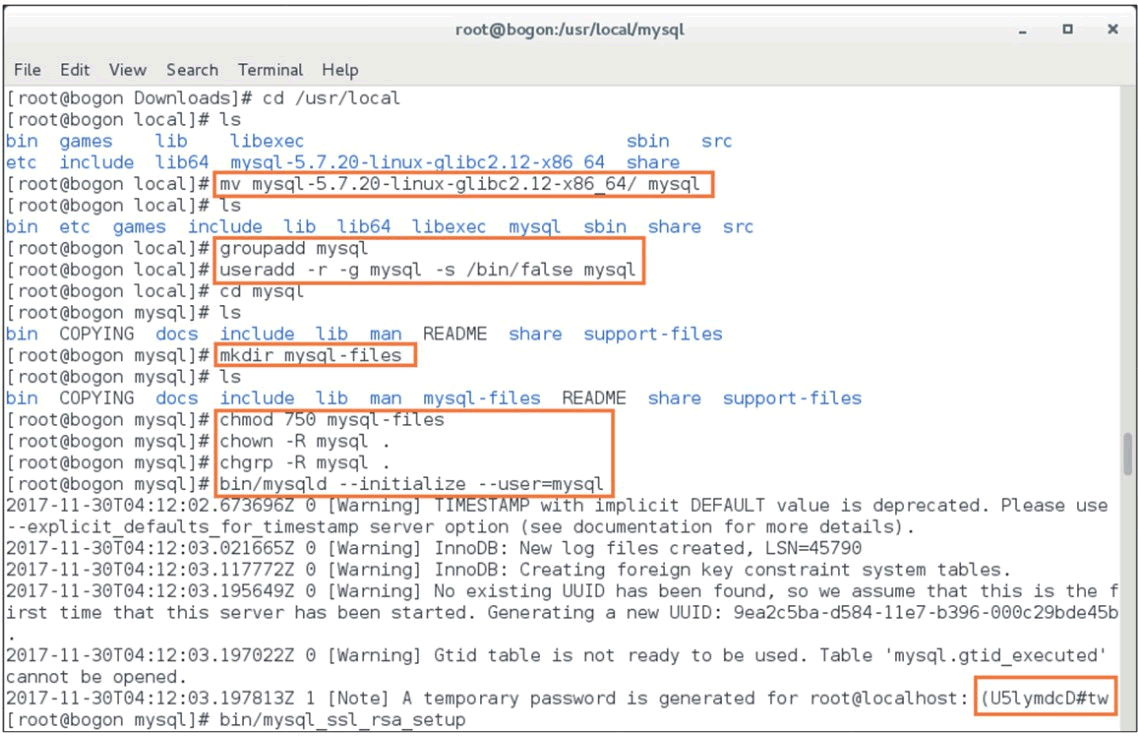 root@bogon:/usr/local/mysql
File Edit View Search Terminal Help
[root@bogon Downloads]# cd /usr/local
[root@bogon local]# ls
bin games lib libexec sbin src
etc include lib64 mysql-5.7.20-linux-glibc2.12-x86_64 share
[root@bogon local]# mv mysql-5.7.20-linux-glibc2.12-x86_64/ mysql
[root@bogon local]# ls
bin etc games include lib lib64 libexec mysql sbin share src
[root@bogon local]# groupadd mysql
[root@bogon local]# useradd -r -g mysql -s /bin/false mysql
[root@bogon local]# cd mysql
[root@bogon mysql]# ls
bin COPYING docs include lib man README share support-files
[root@bogon mysql]# mkdir mysql-files
[root@bogon mysql]# ls
bin COPYING docs include lib man mysql-files README share support-files
[root@bogon mysql]# chmod 750 mysql-files
[root@bogon mysql]# chown -R mysql .
[root@bogon mysql]# chgrp -R mysql .
[root@bogon mysql]# bin/mysqld --initialize --user=mysql
2017-11-30T04:12:02.673696Z 0 [Warning] TIMESTAMP with implicit DEFAULT value is deprecated. Please use
--explicit_defaults_for_timestamp server option (see documentation for more details).
2017-11-30T04:12:03.021665Z 0 [Warning] InnoDB: New log files created, LSN=45790
2017-11-30T04:12:03.117772Z 0 [Warning] InnoDB: Creating foreign key constraint system tables.
2017-11-30T04:12:03.195649Z 0 [Warning] No existing UUID has been found, so we assume that this is the f
irst time that this server has been started. Generating a new UUID: 9ea2c5ba-d584-11e7-b396-000c29bde45b
.
2017-11-30T04:12:03.197022Z 0 [Warning] Gtid table is not ready to be used. Table 'mysql.gtid_executed'
cannot be opened.
2017-11-30T04:12:03.197813Z 1 [Note] A temporary password is generated for root@localhost: (U5lymdcD#tw
[root@bogon mysql]# bin/mysql_ssl_rsa_setup